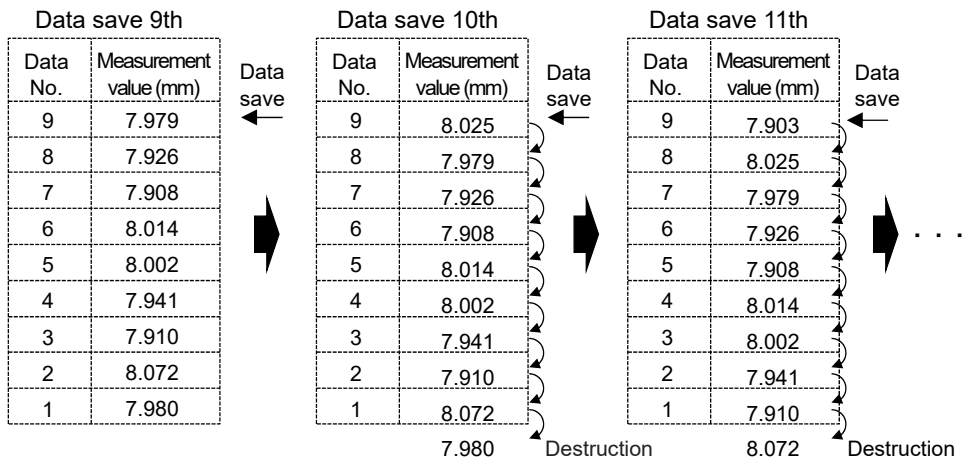 Data save 9th
Data No. Measurement value (mm)
9 7.979
8 7.926
7 7.908
6 8.014
5 8.002
4 7.941
3 7.910
2 8.072
1 7.980
Data save
Data save 10th
Data No. Measurement value (mm)
9 8.025
8 7.979
7 7.926
6 7.908
5 8.014
4 8.002
3 7.941
2 7.910
1 8.072
7.980 Destruction
Data save
Data save 11th
Data No. Measurement value (mm)
9 7.903
8 8.025
7 7.979
6 7.926
5 7.908
4 8.014
3 8.002
2 7.941
1 7.910
8.072 Destruction
Data save
. . .